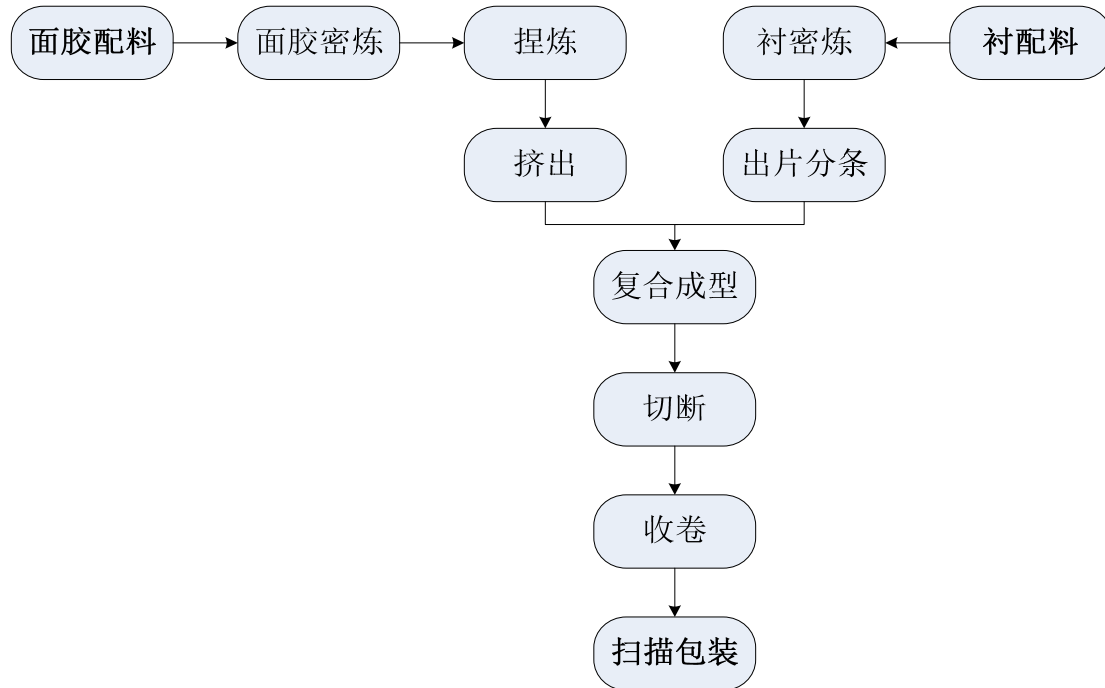 面胶配料
面胶密炼
捏炼
衬密炼
衬配料
挤出
出片分条
复合成型
切断
收卷
扫描包装